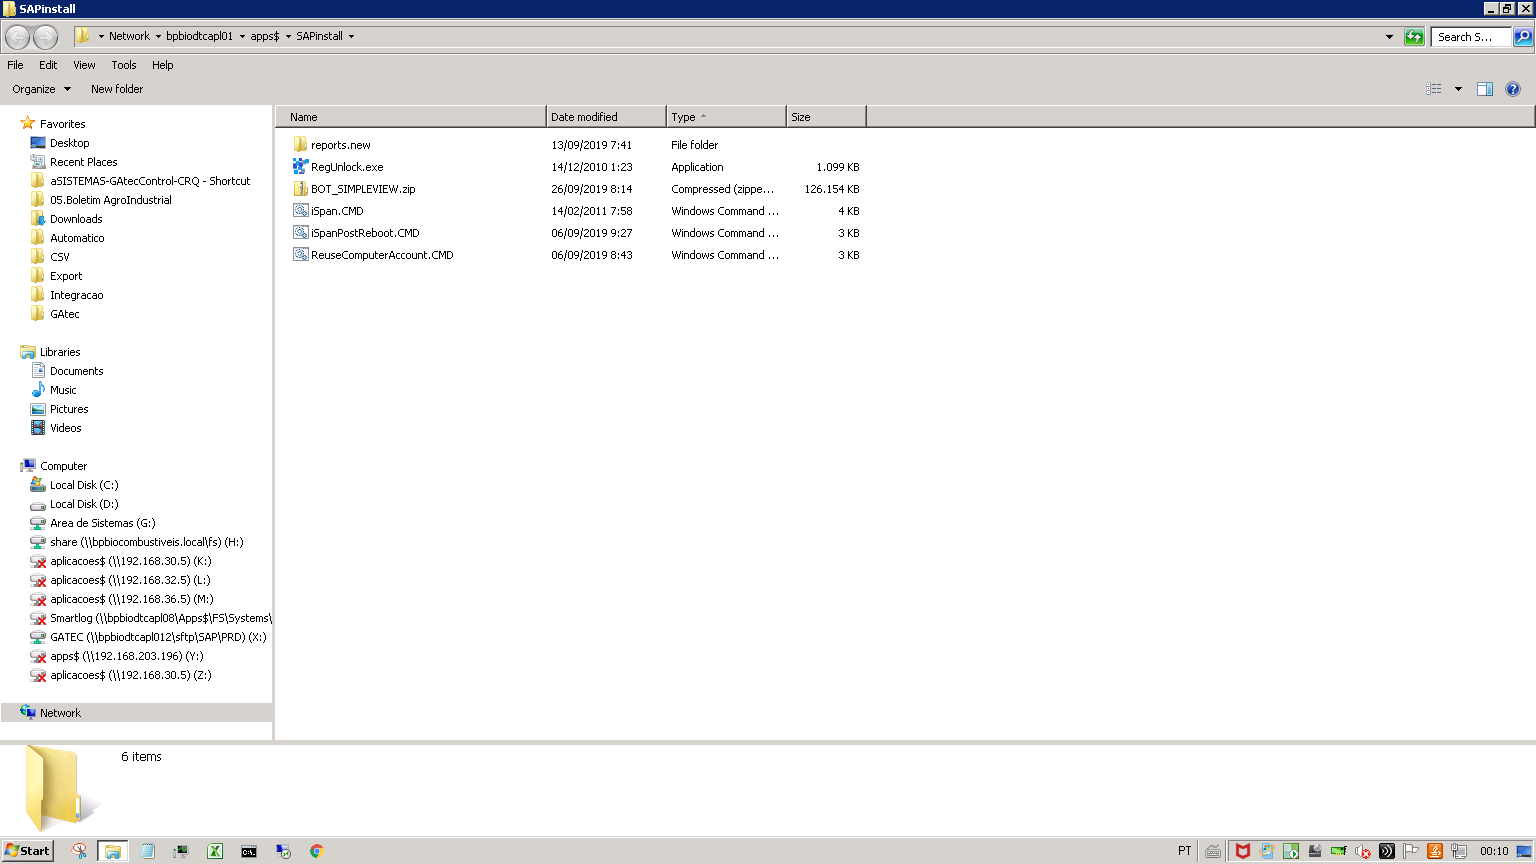 SAPinstall
Network bpbiodtcapl01 apps$ SAPinstall
Search S...
File Edit View Tools Help
Organize New folder
Name Date modified Type Size
reports.new 13/09/2019 7:41 File folder
RegUnlock.exe 14/12/2010 1:23 Application 1.099 KB
BOT_SIMPLEVIEW.zip 26/09/2019 8:14 Compressed (zippe... 126.154 KB
iSpan.CMD 14/02/2011 7:58 Windows Command ... 4 KB
iSpanPostReboot.CMD 06/09/2019 9:27 Windows Command ... 3 KB
ReuseComputerAccount.CMD 06/09/2019 8:43 Windows Command ... 3 KB
Favorites
Desktop
Recent Places
aSISTEMAS-GAtecControl-CRQ - Shortcut
05.Boletim AgroIndustrial
Downloads
Automatico
CSV
Export
Integracao
GAtec
Libraries
Documents
Music
Pictures
Videos
Computer
Local Disk (C:)
Local Disk (D:)
Area de Sistemas (G:)
share (\\bpbiocombustiveis.local\fs) (H:)
aplicacoes$ (\\192.168.30.5) (K:)
aplicacoes$ (\\192.168.32.5) (L:)
aplicacoes$ (\\192.168.36.5) (M:)
Smartlog (\\bpbiodtcapl08\Apps$\FS\Systems\
GATEC (\\bpbiodtcapl012\sftp\SAP\PRD) (X:)
apps$ (\\192.168.203.196) (Y:)
aplicacoes$ (\\192.168.30.5) (Z:)
Network
6 items
Start
PT
00:10